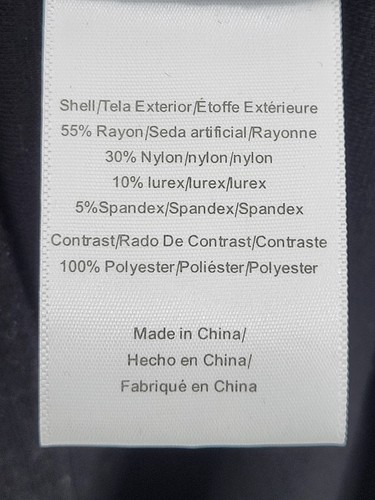 Shell/Tela Exterior/Étoffe Extérieure
55% Rayon/Seda artificial/Rayonne
30% Nylon/nylon/nylon
10% lurex/lurex/lurex
5%Spandex/Spandex/Spandex
Contrast/Rado De Contrast/Contraste
100% Polyester/Poliéster/Polyester
Made in China/
Hecho en China/
Fabriqué en China